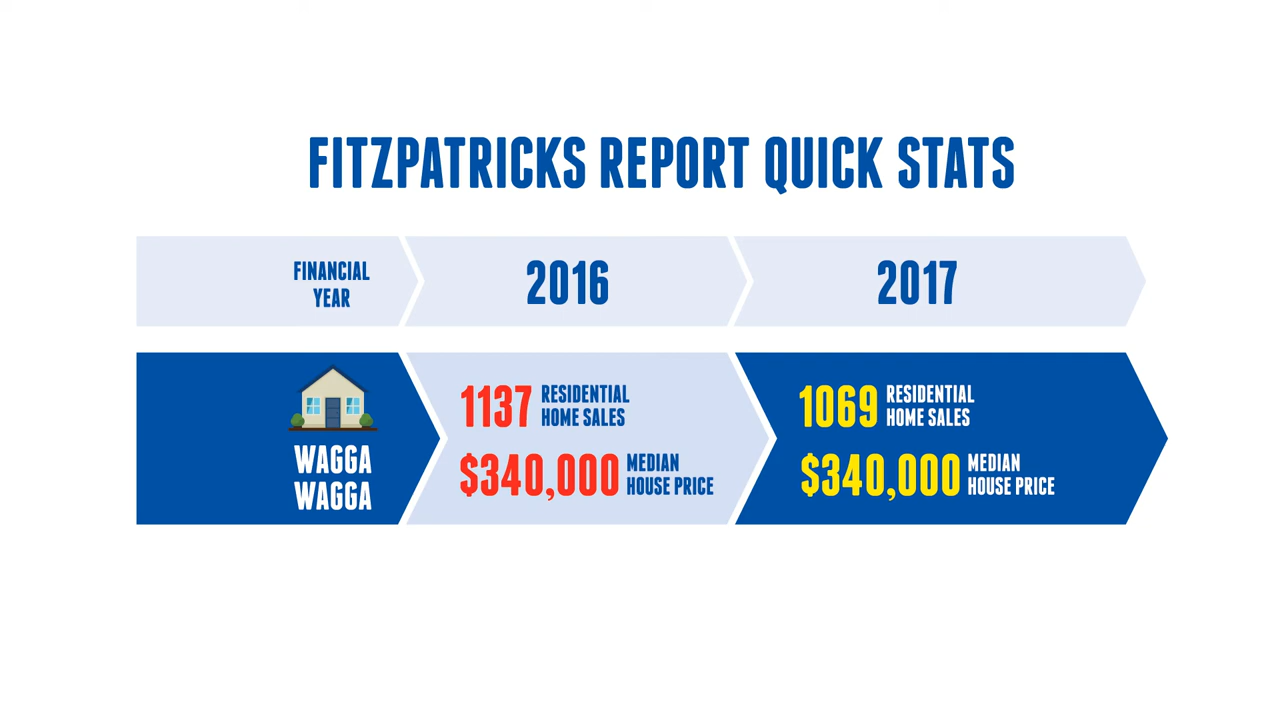 FITZPATRICKS REPORT QUICK STATS
FINANCIAL
YEAR
2016
2017
WAGGA
WAGGA
1137 RESIDENTIAL
HOME SALES
$340,000 MEDIAN
HOUSE PRICE
1069 RESIDENTIAL
HOME SALES
$340,000 MEDIAN
HOUSE PRICE